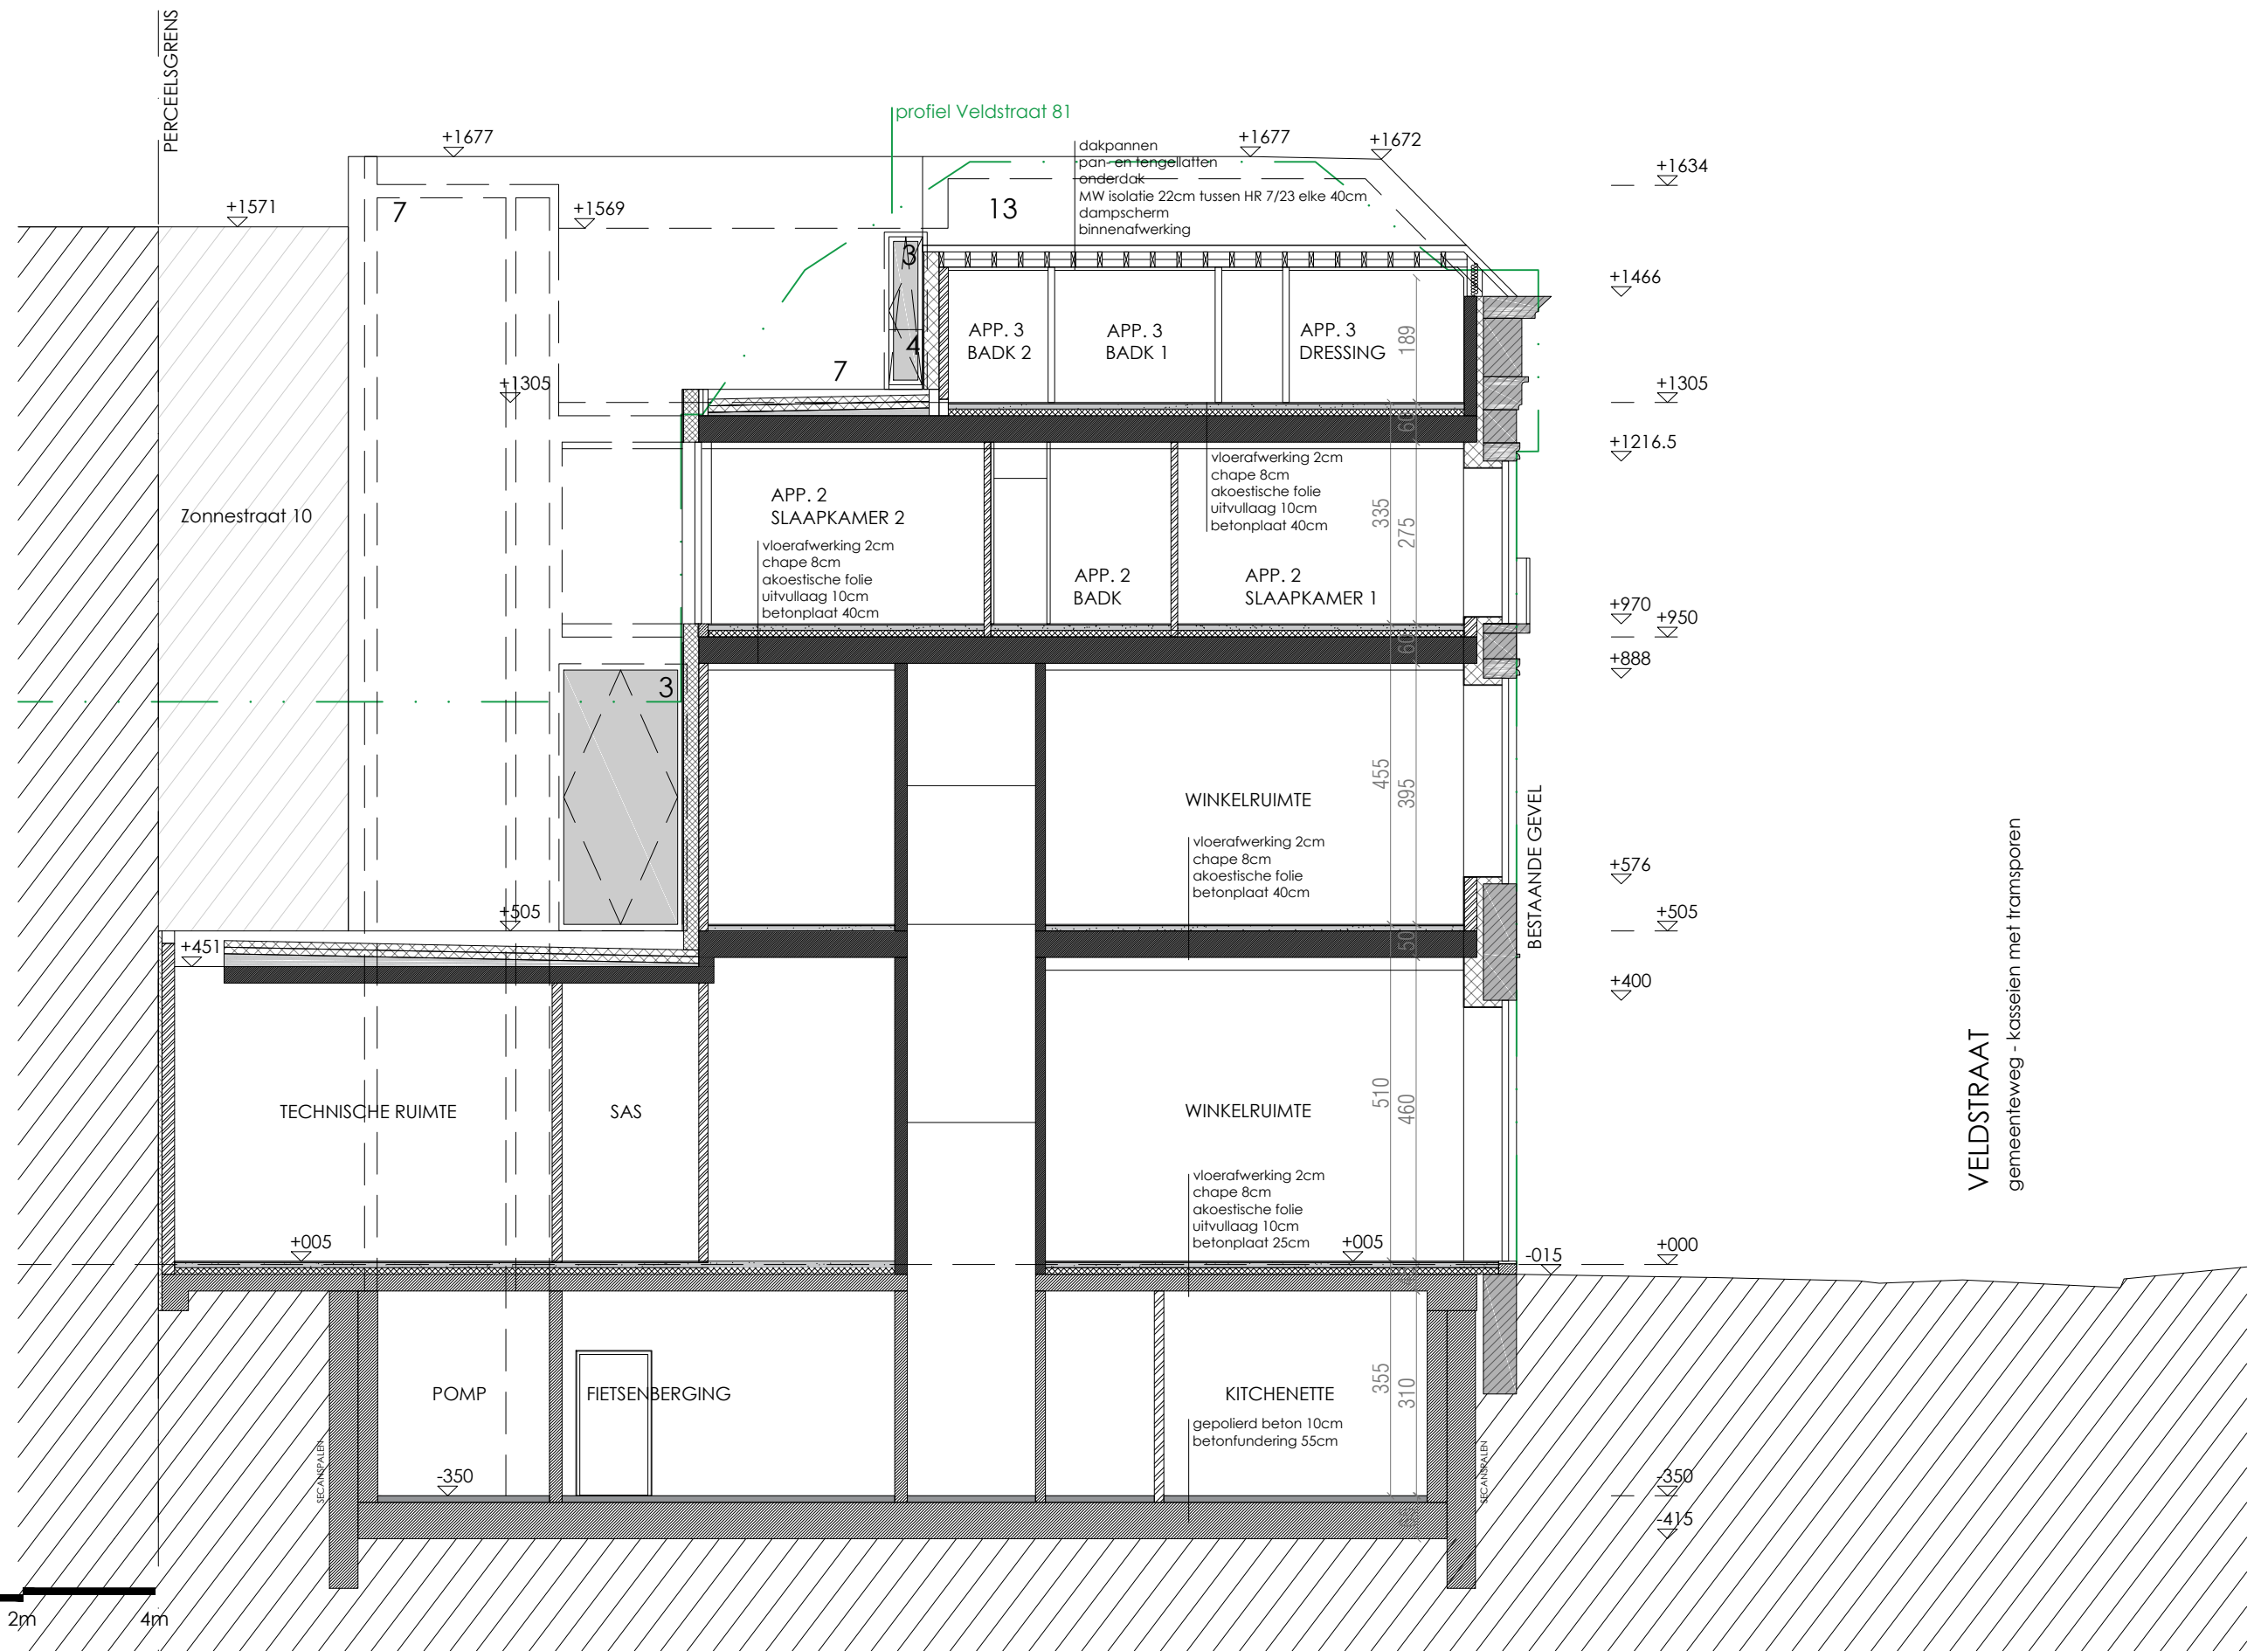 PERCEELSGRENS
profiel Veldstraat 81
+1677
+1677
+1672
dakpannen
pan- en tengellatten
onderdak
MW isolatie 22cm tussen HR 7/23 elke 40cm
dampscherm
binnenafwerking
+1634
+1571
7
+1569
13
3
+1466
APP. 3
BADK 2
APP. 3
BADK 1
APP. 3
DRESSING
189
4
7
+1305
+1305
60
+1216.5
Zonnestraat 10
APP. 2
SLAAPKAMER 2
vloerafwerking 2cm
chape 8cm
akoestische folie
uitvullaag 10cm
betonplaat 40cm
vloerafwerking 2cm
chape 8cm
akoestische folie
uitvullaag 10cm
betonplaat 40cm
335
275
APP. 2
BADK
APP. 2
SLAAPKAMER 1
+970
+950
60
+888
3
455
395
WINKELRUIMTE
vloerafwerking 2cm
chape 8cm
akoestische folie
betonplaat 40cm
BESTAANDE GEVEL
+576
+505
+505
50
+451
+400
VELDSTRAAT
gemeenteweg - kasseien met tramsporen
TECHNISCHE RUIMTE
SAS
WINKELRUIMTE
510
460
vloerafwerking 2cm
chape 8cm
akoestische folie
uitvullaag 10cm
betonplaat 25cm
+005
+005
-015
+000
POMP
FIETSENBERGING
KITCHENETTE
355
310
gepolierd beton 10cm
betonfundering 55cm
SECANSPALEN
SECANSPALEN
-350
-350
-415
2m
4m